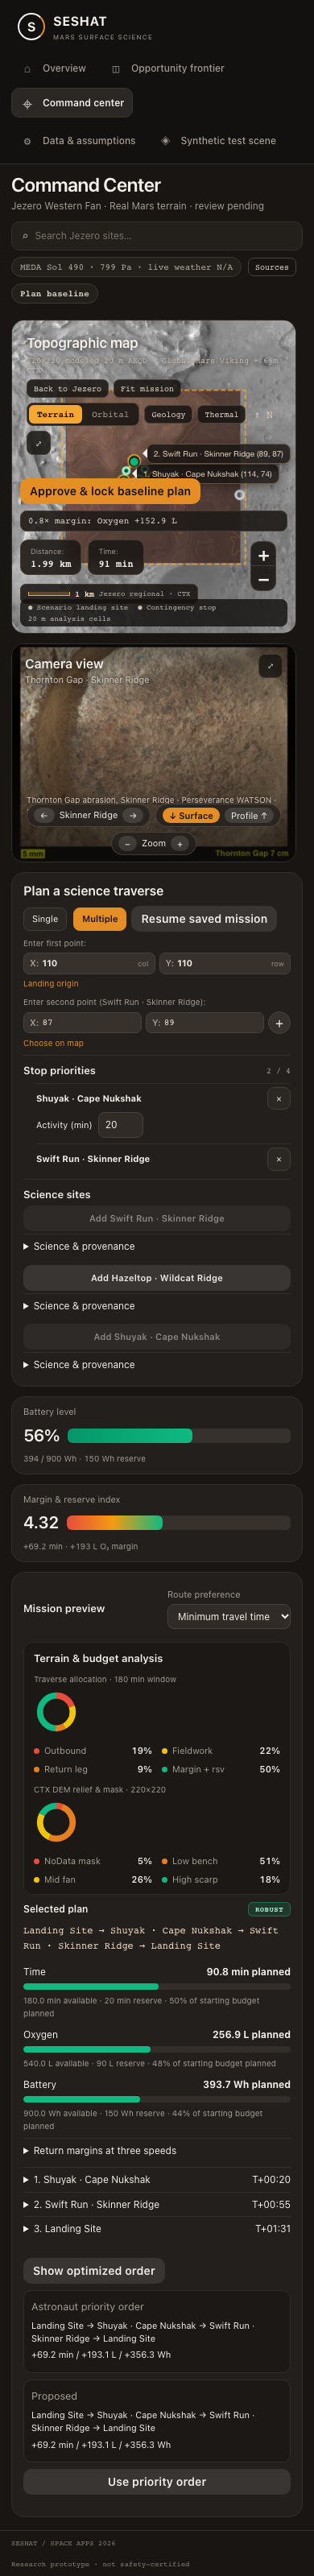 S
SESHAT
MARS SURFACE SCIENCE
Overview
Opportunity frontier
Command center
Data & assumptions
Synthetic test scene
Command Center
Jezero Western Fan · Real Mars terrain · review pending
Search Jezero sites...
MEDA Sol 490 · 799 Pa · live weather N/A
Sources
Plan baseline
Topographic map
Back to Jezero
Fit mission
Terrain
Orbital
Geology
Thermal
↑ N
2. Swift Run · Skinner Ridge (89, 87)
1. Shuyak · Cape Nukshak (114, 74)
Approve & lock baseline plan
0.8× margin: Oxygen +152.9 L
Distance:
1.99 km
Time:
91 min
+
−
1 km Jezero regional · CTX
● Scenario landing site ● Contingency stop
20 m analysis cells
Camera view
Thornton Gap · Skinner Ridge
Thornton Gap abrasion, Skinner Ridge · Perseverance WATSON ·
← Skinner Ridge →
↓ Surface
Profile ↑
− Zoom +
5 mm
Thornton Gap 7 cm
Plan a science traverse
Single
Multiple
Resume saved mission
Enter first point:
X: 110 col
Y: 110 row
Landing origin
Enter second point (Swift Run · Skinner Ridge):
X: 87
Y: 89
+
Choose on map
Stop priorities
2 / 4
Shuyak · Cape Nukshak
×
Activity (min) 20
Swift Run · Skinner Ridge
×
Science sites
Add Swift Run · Skinner Ridge
▶ Science & provenance
Add Hazeltop · Wildcat Ridge
▶ Science & provenance
Add Shuyak · Cape Nukshak
▶ Science & provenance
Battery level
56%
394 / 900 Wh · 150 Wh reserve
Margin & reserve index
4.32
+69.2 min · +193 L O₂ margin
Mission preview
Route preference
Minimum travel time
Terrain & budget analysis
Traverse allocation · 180 min window
Outbound 19%
Fieldwork 22%
Return leg 9%
Margin + rsv 50%
CTX DEM relief & mask · 220×220
NoData mask 5%
Low bench 51%
Mid fan 26%
High scarp 18%
Selected plan
ROBUST
Landing Site → Shuyak · Cape Nukshak → Swift
Run · Skinner Ridge → Landing Site
Time 90.8 min planned
180.0 min available · 20 min reserve · 50% of starting budget
planned
Oxygen 256.9 L planned
540.0 L available · 90 L reserve · 48% of starting budget planned
Battery 393.7 Wh planned
900.0 Wh available · 150 Wh reserve · 44% of starting budget
planned
▶ Return margins at three speeds
▶ 1. Shuyak · Cape Nukshak T+00:20
▶ 2. Swift Run · Skinner Ridge T+00:55
▶ 3. Landing Site T+01:31
Show optimized order
Astronaut priority order
Landing Site → Shuyak · Cape Nukshak → Swift Run ·
Skinner Ridge → Landing Site
+69.2 min / +193.1 L / +356.3 Wh
Proposed
Landing Site → Shuyak · Cape Nukshak → Swift Run ·
Skinner Ridge → Landing Site
+69.2 min / +193.1 L / +356.3 Wh
Use priority order
SESHAT / SPACE APPS 2026
Research prototype · not safety-certified